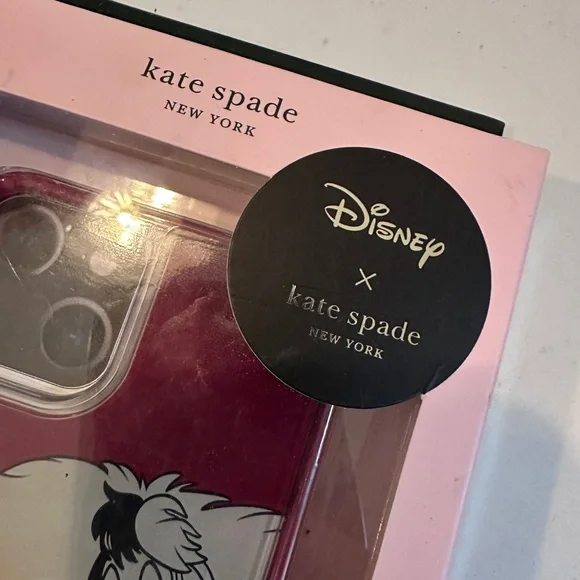 kate spade
NEW YORK
Disney
X
kate spade
NEW YORK